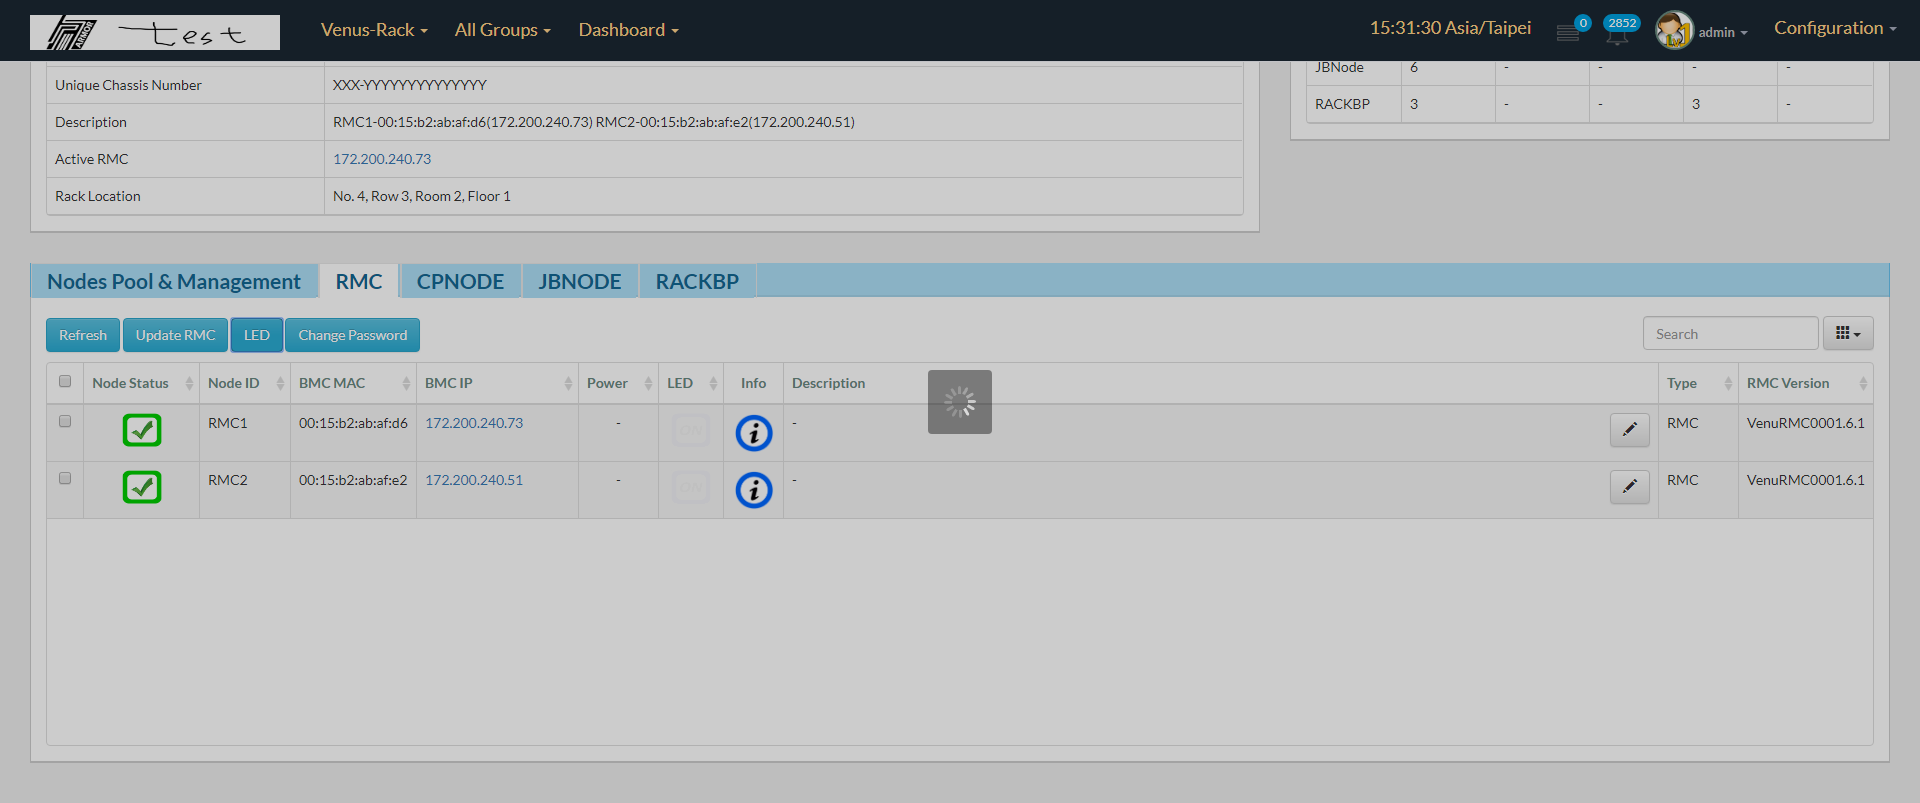 ARMOR test Venus-Rack All Groups Dashboard 15:31:30 Asia/Taipei 0 2852 admin Configuration
JBNode 6 - - - -
RACKBP 3 - - 3 -
Unique Chassis Number XXX-YYYYYYYYYYYYYY
Description RMC1-00:15:b2:ab:af:d6(172.200.240.73) RMC2-00:15:b2:ab:af:e2(172.200.240.51)
Active RMC 172.200.240.73
Rack Location No. 4, Row 3, Room 2, Floor 1
Nodes Pool & Management RMC CPNODE JBNODE RACKBP
Refresh Update RMC LED Change Password Search
Node Status Node ID BMC MAC BMC IP Power LED Info Description Type RMC Version
RMC1 00:15:b2:ab:af:d6 172.200.240.73 - - RMC VenuRMC0001.6.1
RMC2 00:15:b2:ab:af:e2 172.200.240.51 - - RMC VenuRMC0001.6.1